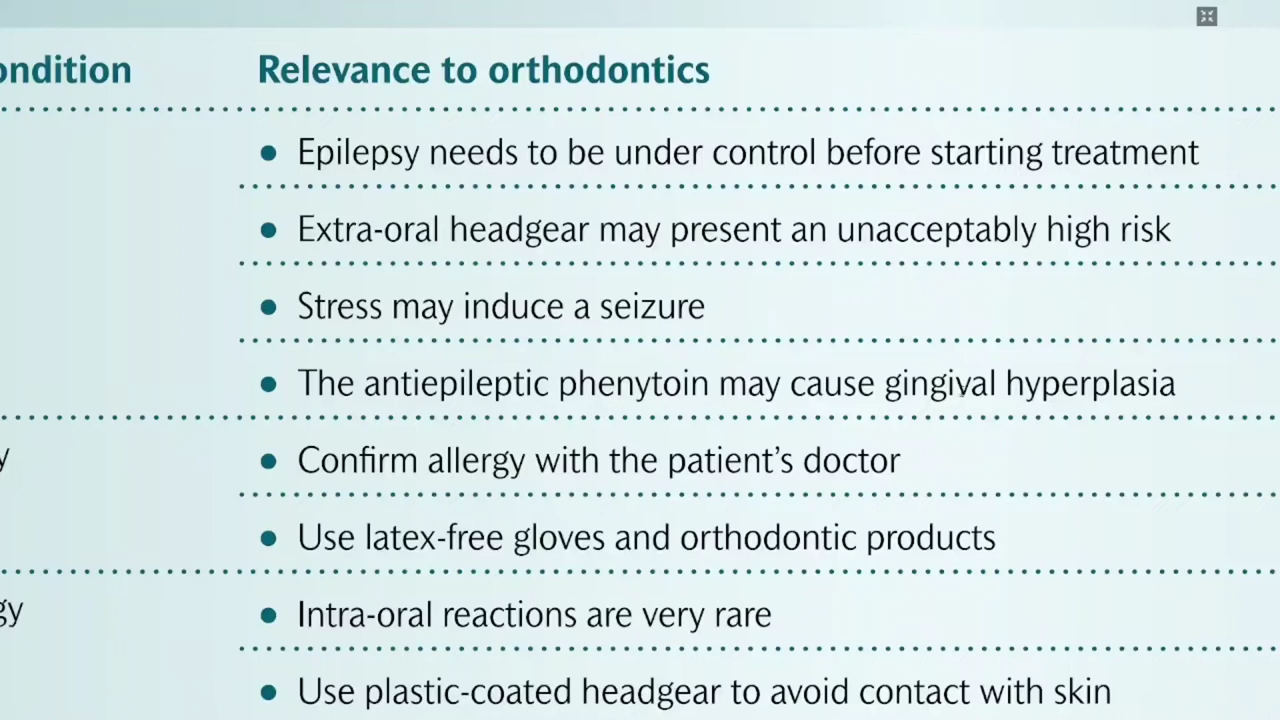 ondition Relevance to orthodontics
• Epilepsy needs to be under control before starting treatment
• Extra-oral headgear may present an unacceptably high risk
• Stress may induce a seizure
• The antiepileptic phenytoin may cause gingival hyperplasia
y • Confirm allergy with the patient's doctor
• Use latex-free gloves and orthodontic products
gy • Intra-oral reactions are very rare
• Use plastic-coated headgear to avoid contact with skin